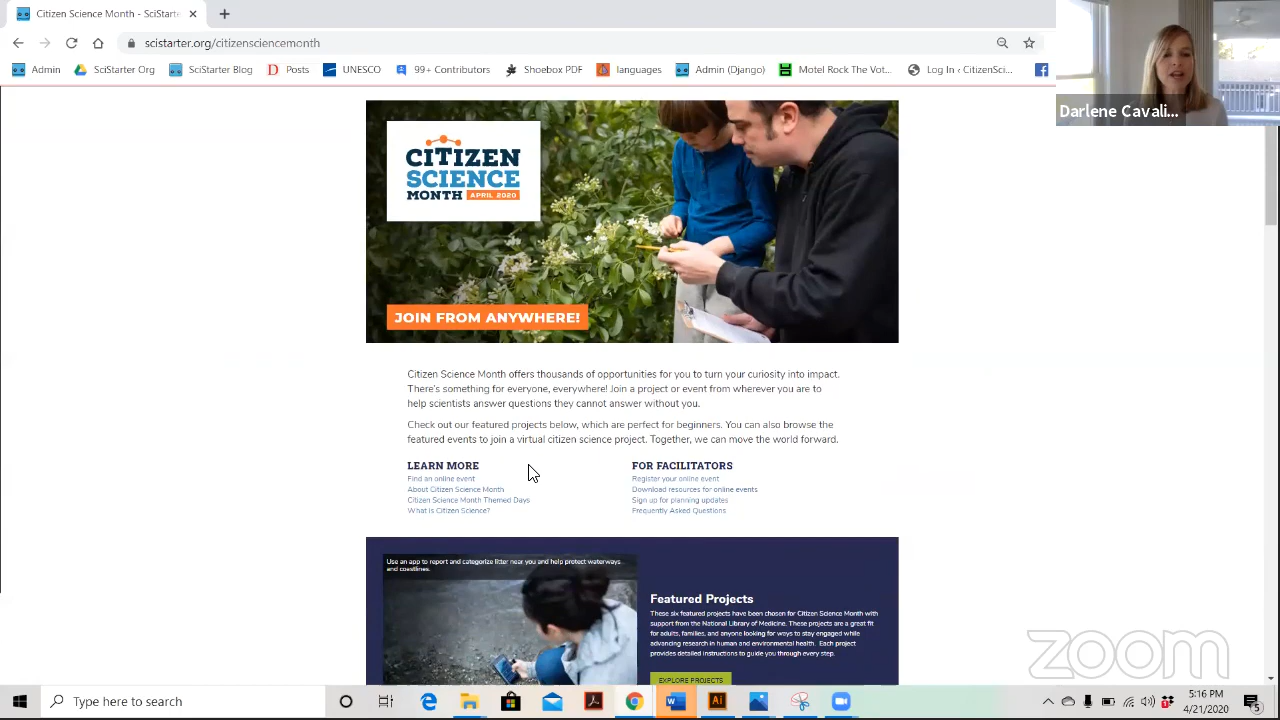 Citizen Science Month - SciStarte
scistarter.org/citizensciencemonth
Admin
SciStarter Org
SciStarter Blog
Posts
UNESCO
99+ Contributors
Shoebox PDF
languages
Admin (Django)
Motel Rock The Vot...
Log In ‹ CitizenSci...
Darlene Cavali...
CITIZEN
SCIENCE
MONTH APRIL 2020
JOIN FROM ANYWHERE!
Citizen Science Month offers thousands of opportunities for you to turn your curiosity into impact.
There's something for everyone, everywhere! Join a project or event from wherever you are to
help scientists answer questions they cannot answer without you.
Check out our featured projects below, which are perfect for beginners. You can also browse the
featured events to join a virtual citizen science project. Together, we can move the world forward.
LEARN MORE
Find an online event
About Citizen Science Month
Citizen Science Month Themed Days
What is Citizen Science?
FOR FACILITATORS
Register your online event
Download resources for online events
Sign up for planning updates
Frequently Asked Questions
Use an app to report and categorize litter near you and help protect waterways
and coastlines.
Featured Projects
These six featured projects have been chosen for Citizen Science Month with
support from the National Library of Medicine. These projects are a great fit
for adults, families, and anyone looking for ways to stay engaged while
advancing research in human and environmental health. Each project
provides detailed instructions to guide you through every step.
EXPLORE PROJECTS
zoom
Type here to search
5:16 PM
4/21/2020
5